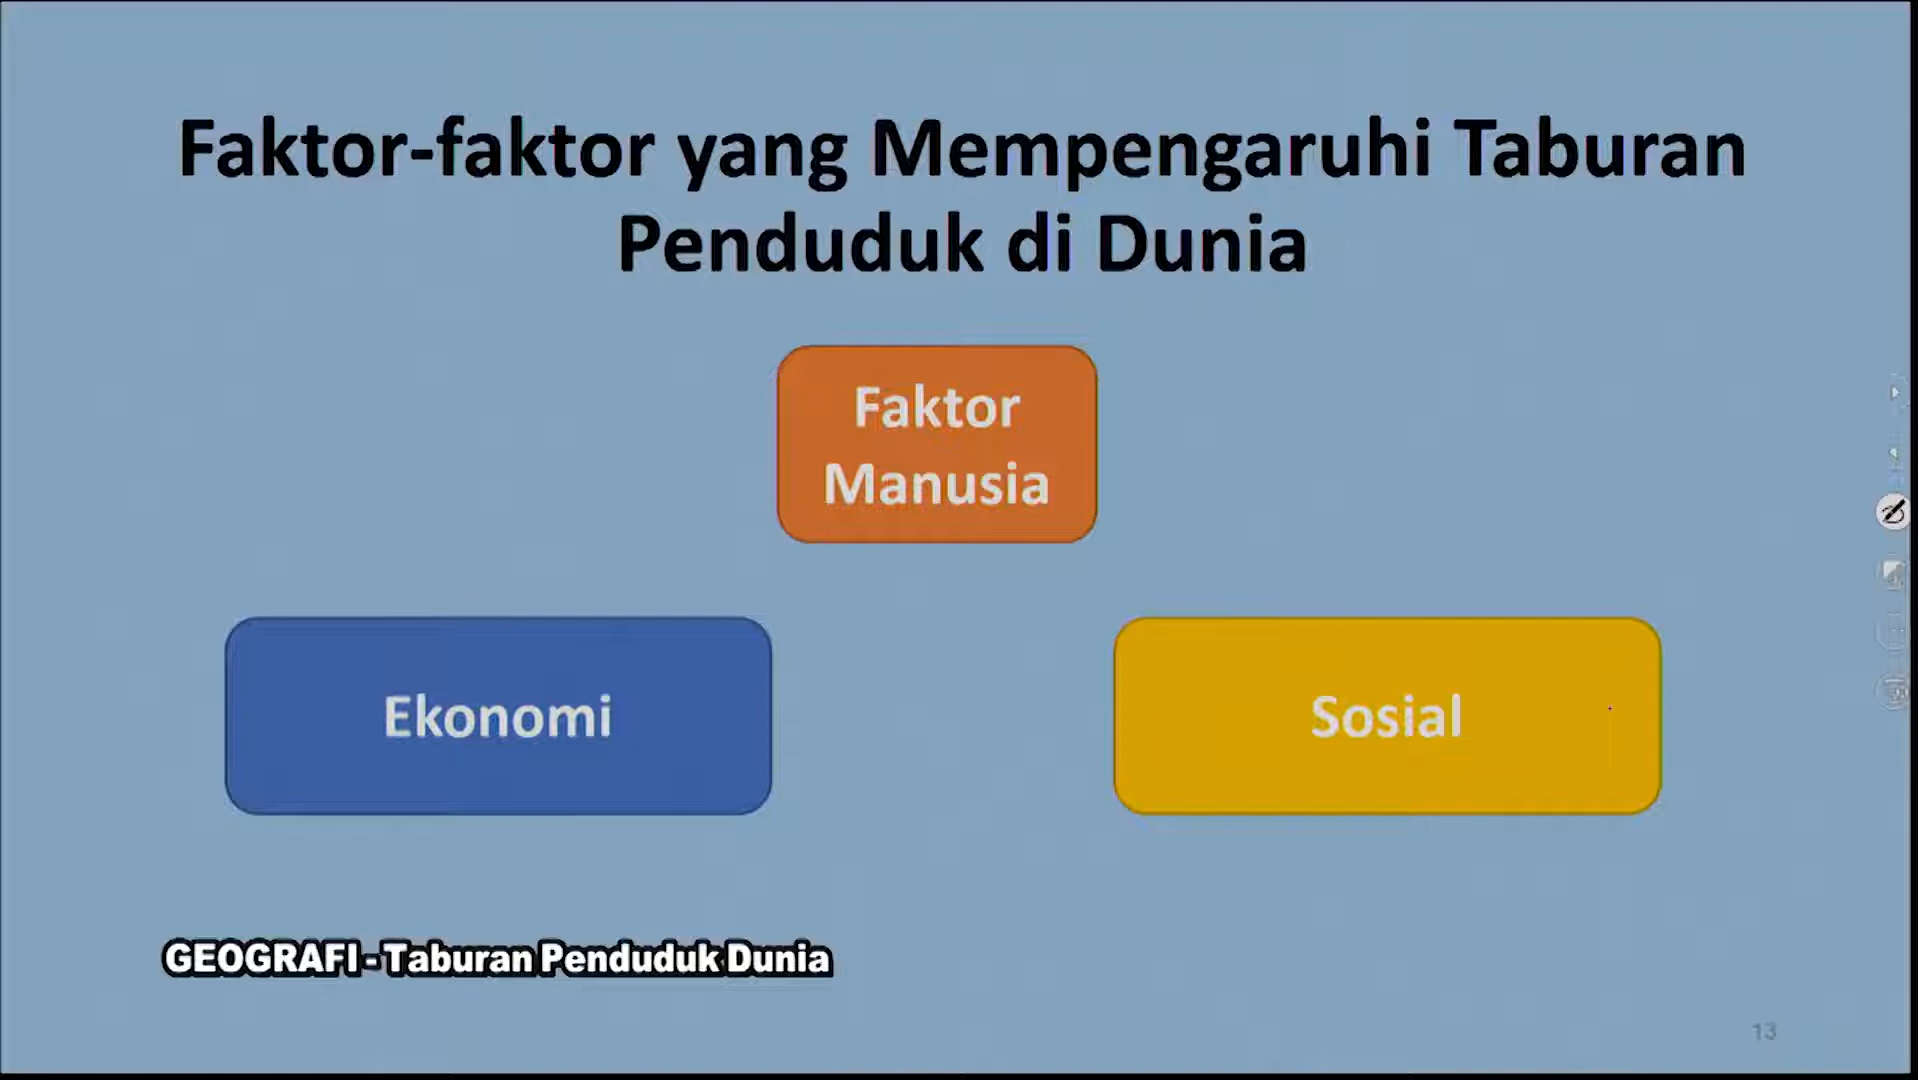 Faktor-faktor yang Mempengaruhi Taburan
Penduduk di Dunia
Faktor
Manusia
Ekonomi
Sosial
GEOGRAFI - Taburan Penduduk Dunia
13